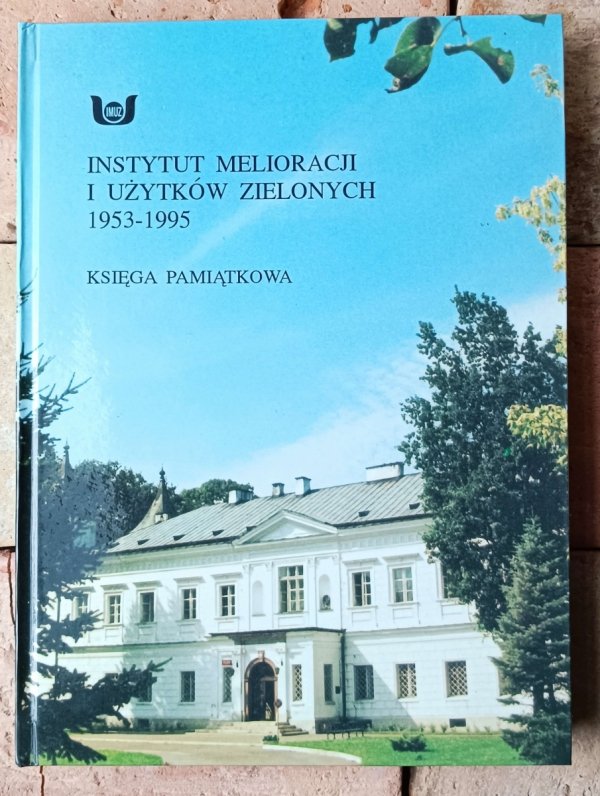 IMUZ
INSTYTUT MELIORACJI
I UŻYTKÓW ZIELONYCH
1953-1995
KSIĘGA PAMIĄTKOWA